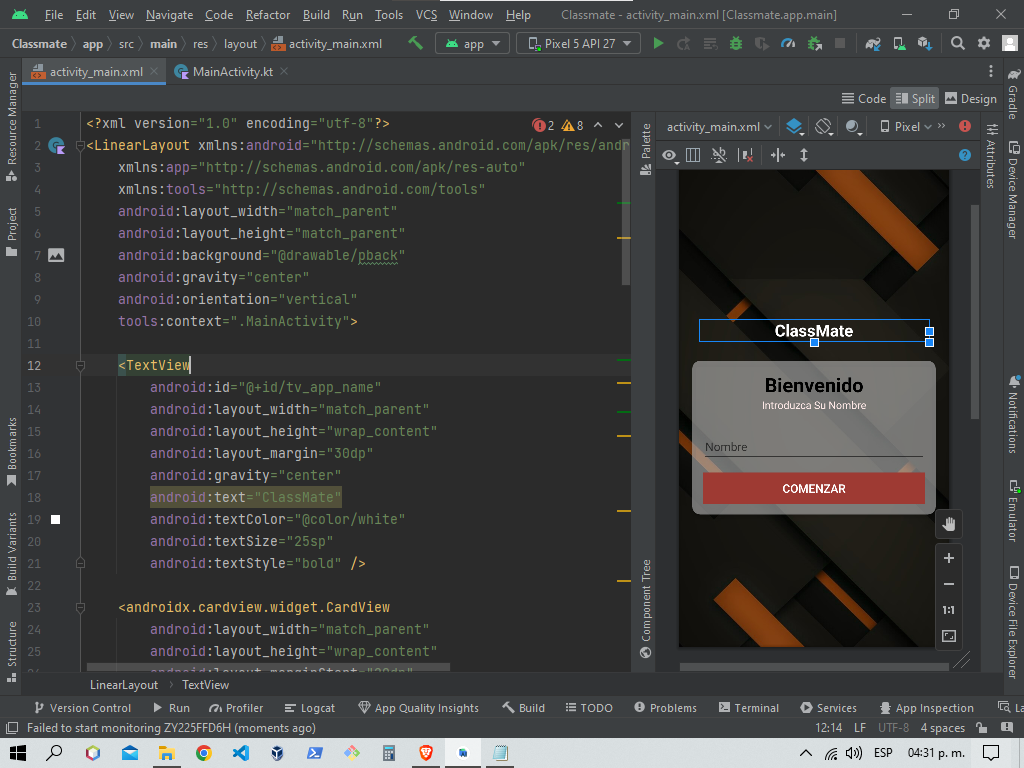 File Edit View Navigate Code Refactor Build Run Tools VCS Window Help Classmate - activity_main.xml [Classmate.app.main]
Classmate app src main res layout activity_main.xml app Pixel 5 API 27
activity_main.xml MainActivity.kt
Code Split Design
Resource Manager
Project
Bookmarks
Build Variants
Structure
1 <?xml version="1.0" encoding="utf-8"?> 2 8
2 <LinearLayout xmlns:android="http://schemas.android.com/apk/res/andr
3 xmlns:app="http://schemas.android.com/apk/res-auto"
4 xmlns:tools="http://schemas.android.com/tools"
5 android:layout_width="match_parent"
6 android:layout_height="match_parent"
7 android:background="@drawable/pback"
8 android:gravity="center"
9 android:orientation="vertical"
10 tools:context=".MainActivity">
11
12 <TextView
13 android:id="@+id/tv_app_name"
14 android:layout_width="match_parent"
15 android:layout_height="wrap_content"
16 android:layout_margin="30dp"
17 android:gravity="center"
18 android:text="ClassMate"
19 android:textColor="@color/white"
20 android:textSize="25sp"
21 android:textStyle="bold" />
22
23 <androidx.cardview.widget.CardView
24 android:layout_width="match_parent"
25 android:layout_height="wrap_content"
android:layout_marginStart="20dp"
LinearLayout TextView
Palette
Component Tree
activity_main.xml Pixel
ClassMate
Bienvenido
Introduzca Su Nombre
Nombre
COMENZAR
1:1
Gradle
Attributes
Device Manager
Notifications
Emulator
Device File Explorer
Version Control Run Profiler Logcat App Quality Insights Build TODO Problems Terminal Services App Inspection La
Failed to start monitoring ZY225FFD6H (moments ago) 12:14 LF UTF-8 4 spaces
ESP 04:31 p. m.